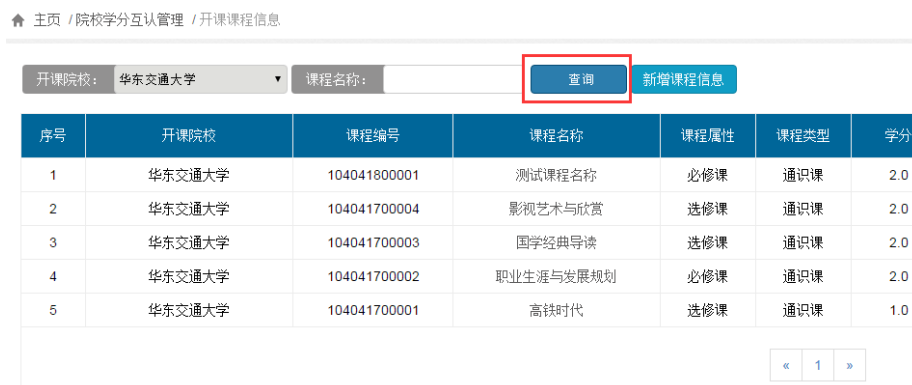 主页 / 院校学分互认管理 / 开课课程信息
开课院校： 华东交通大学 课程名称： 查询 新增课程信息
序号 开课院校 课程编号 课程名称 课程属性 课程类型 学分
1 华东交通大学 104041800001 测试课程名称 必修课 通识课 2.0
2 华东交通大学 104041700004 影视艺术与欣赏 选修课 通识课 2.0
3 华东交通大学 104041700003 国学经典导读 选修课 通识课 2.0
4 华东交通大学 104041700002 职业生涯与发展规划 必修课 通识课 2.0
5 华东交通大学 104041700001 高铁时代 选修课 通识课 1.0
« 1 »